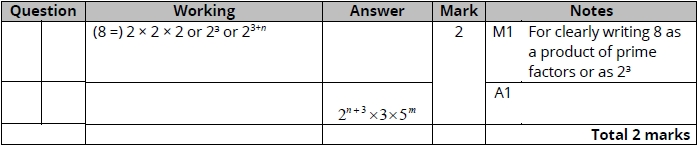 Question Working Answer Mark Notes
(8 =) 2 × 2 × 2 or 2³ or 2³⁺ⁿ 2 M1 For clearly writing 8 as
a product of prime
factors or as 2³
A1
2ⁿ⁺³ ×3×5ᵐ
Total 2 marks